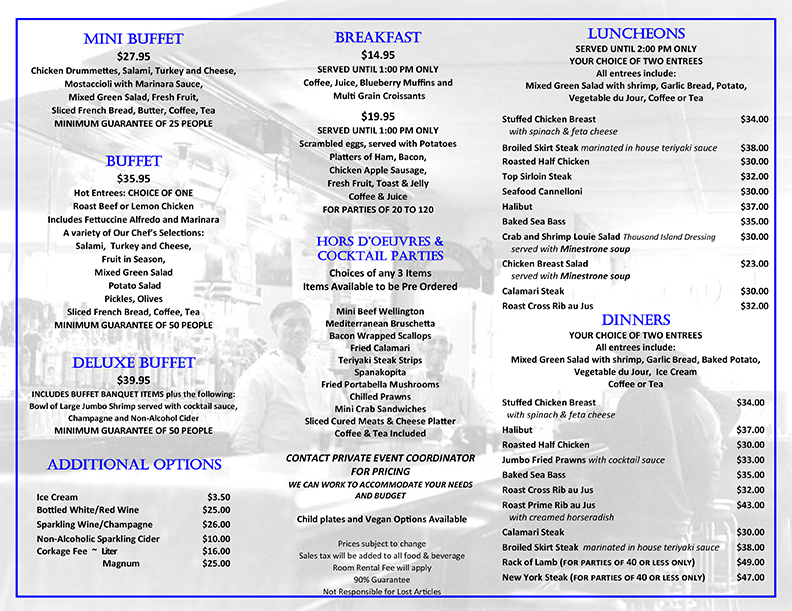 MINI BUFFET
$27.95
Chicken Drummettes, Salami, Turkey and Cheese,
Mostaccioli with Marinara Sauce,
Mixed Green Salad, Fresh Fruit,
Sliced French Bread, Butter, Coffee, Tea
MINIMUM GUARANTEE OF 25 PEOPLE
BUFFET
$35.95
Hot Entrees: CHOICE OF ONE
Roast Beef or Lemon Chicken
Includes Fettuccine Alfredo and Marinara
A variety of Our Chef's Selections:
Salami, Turkey and Cheese,
Fruit in Season,
Mixed Green Salad
Potato Salad
Pickles, Olives
Sliced French Bread, Coffee, Tea
MINIMUM GUARANTEE OF 50 PEOPLE
DELUXE BUFFET
$39.95
INCLUDES BUFFET BANQUET ITEMS plus the following:
Bowl of Large Jumbo Shrimp served with cocktail sauce,
Champagne and Non-Alcohol Cider
MINIMUM GUARANTEE OF 50 PEOPLE
ADDITIONAL OPTIONS
Ice Cream $3.50
Bottled White/Red Wine $25.00
Sparkling Wine/Champagne $26.00
Non-Alcoholic Sparkling Cider $10.00
Corkage Fee ~ Liter $16.00
Magnum $25.00
BREAKFAST
$14.95
SERVED UNTIL 1:00 PM ONLY
Coffee, Juice, Blueberry Muffins and
Multi Grain Croissants
$19.95
SERVED UNTIL 1:00 PM ONLY
Scrambled eggs, served with Potatoes
Platters of Ham, Bacon,
Chicken Apple Sausage,
Fresh Fruit, Toast & Jelly
Coffee & Juice
FOR PARTIES OF 20 TO 120
HORS D'OEUVRES &
COCKTAIL PARTIES
Choices of any 3 Items
Items Available to be Pre Ordered
Mini Beef Wellington
Mediterranean Bruschetta
Bacon Wrapped Scallops
Fried Calamari
Teriyaki Steak Strips
Spanakopita
Fried Portabella Mushrooms
Chilled Prawns
Mini Crab Sandwiches
Sliced Cured Meats & Cheese Platter
Coffee & Tea Included
CONTACT PRIVATE EVENT COORDINATOR
FOR PRICING
WE CAN WORK TO ACCOMMODATE YOUR NEEDS
AND BUDGET
Child plates and Vegan Options Available
Prices subject to change
Sales tax will be added to all food & beverage
Room Rental Fee will apply
90% Guarantee
Not Responsible for Lost Articles
LUNCHEONS
SERVED UNTIL 2:00 PM ONLY
YOUR CHOICE OF TWO ENTREES
All entrees include:
Mixed Green Salad with shrimp, Garlic Bread, Potato,
Vegetable du Jour, Coffee or Tea
Stuffed Chicken Breast $34.00
with spinach & feta cheese
Broiled Skirt Steak marinated in house teriyaki sauce $38.00
Roasted Half Chicken $30.00
Top Sirloin Steak $32.00
Seafood Cannelloni $30.00
Halibut $37.00
Baked Sea Bass $35.00
Crab and Shrimp Louie Salad Thousand Island Dressing $30.00
served with Minestrone soup
Chicken Breast Salad $23.00
served with Minestrone soup
Calamari Steak $30.00
Roast Cross Rib au Jus $32.00
DINNERS
YOUR CHOICE OF TWO ENTREES
All entrees include:
Mixed Green Salad with shrimp, Garlic Bread, Baked Potato,
Vegetable du Jour, Ice Cream
Coffee or Tea
Stuffed Chicken Breast $34.00
with spinach & feta cheese
Halibut $37.00
Roasted Half Chicken $30.00
Jumbo Fried Prawns with cocktail sauce $33.00
Baked Sea Bass $35.00
Roast Cross Rib au Jus $32.00
Roast Prime Rib au Jus $43.00
with creamed horseradish
Calamari Steak $30.00
Broiled Skirt Steak marinated in house teriyaki sauce $38.00
Rack of Lamb (FOR PARTIES OF 40 OR LESS ONLY) $49.00
New York Steak (FOR PARTIES OF 40 OR LESS ONLY) $47.00